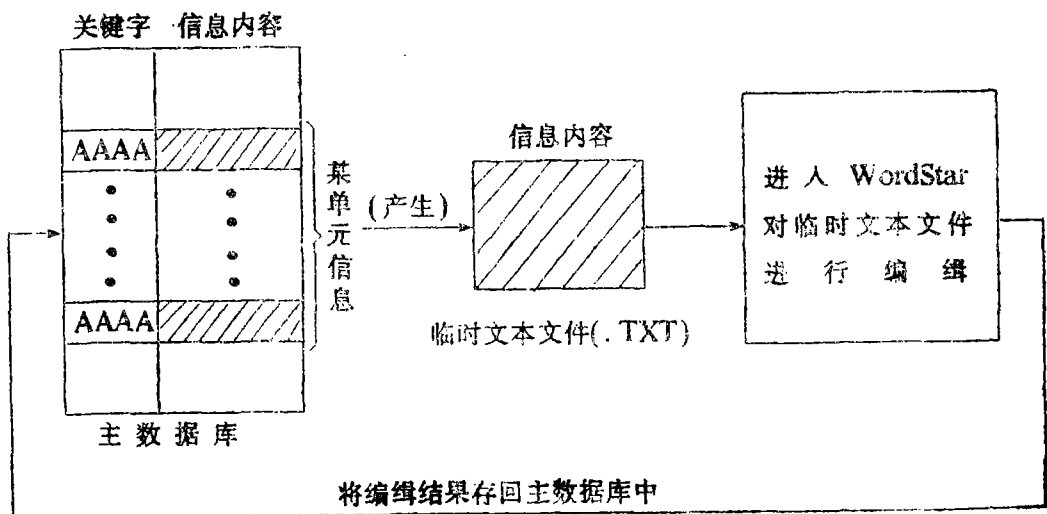 关键字 信息内容
AAAA
AAAA
主数据库
某单元信息
(产生)
信息内容
临时文本文件(.TXT)
进入 WordStar
对临时文本文件
进行编辑
将编辑结果存回主数据库中